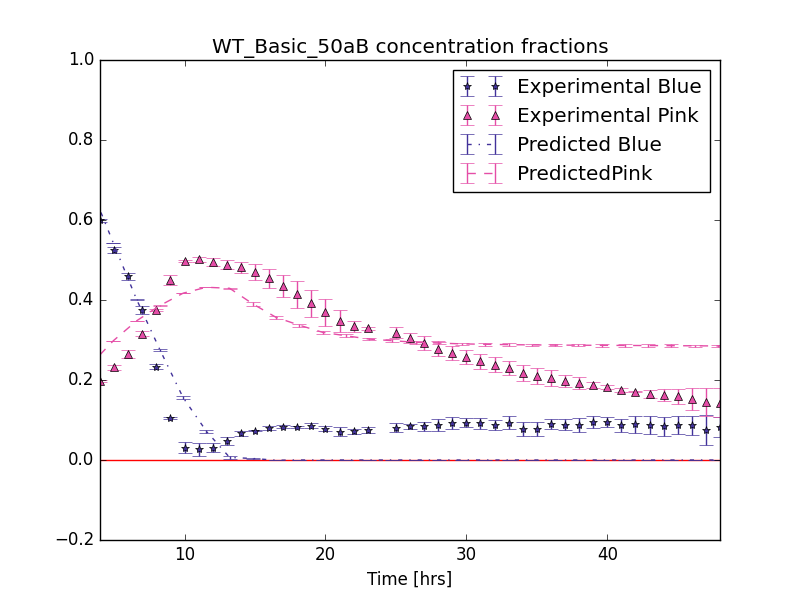 WT_Basic_50aB concentration fractions
1.0
0.8
0.6
0.4
0.2
0.0
−0.2
Experimental Blue
Experimental Pink
Predicted Blue
PredictedPink
10 20 30 40
Time [hrs]